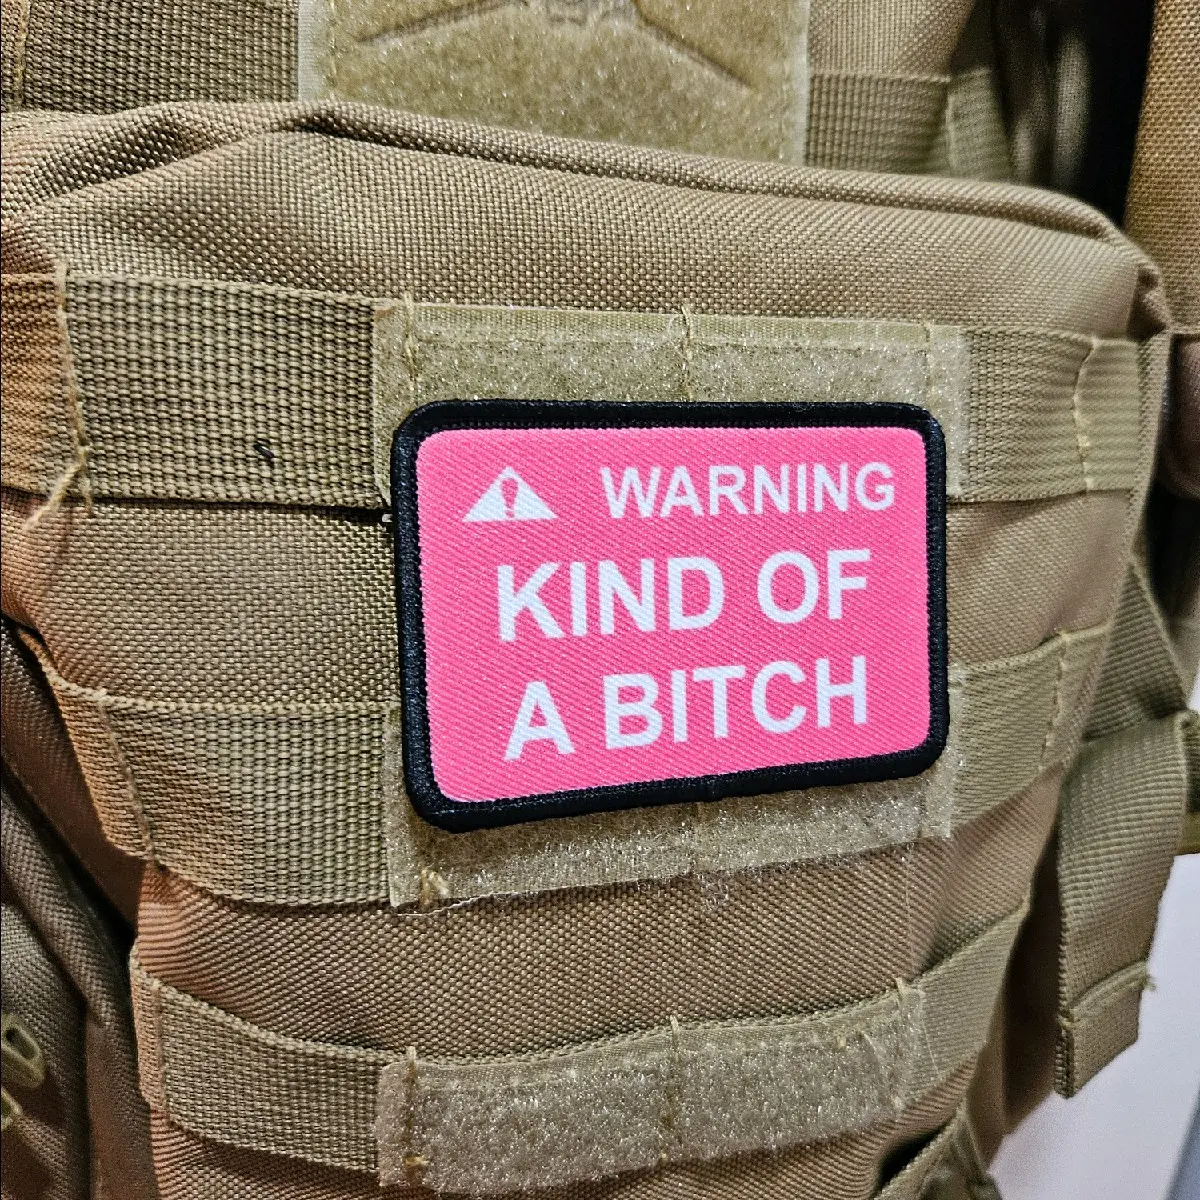 WARNING
KIND OF
A BITCH